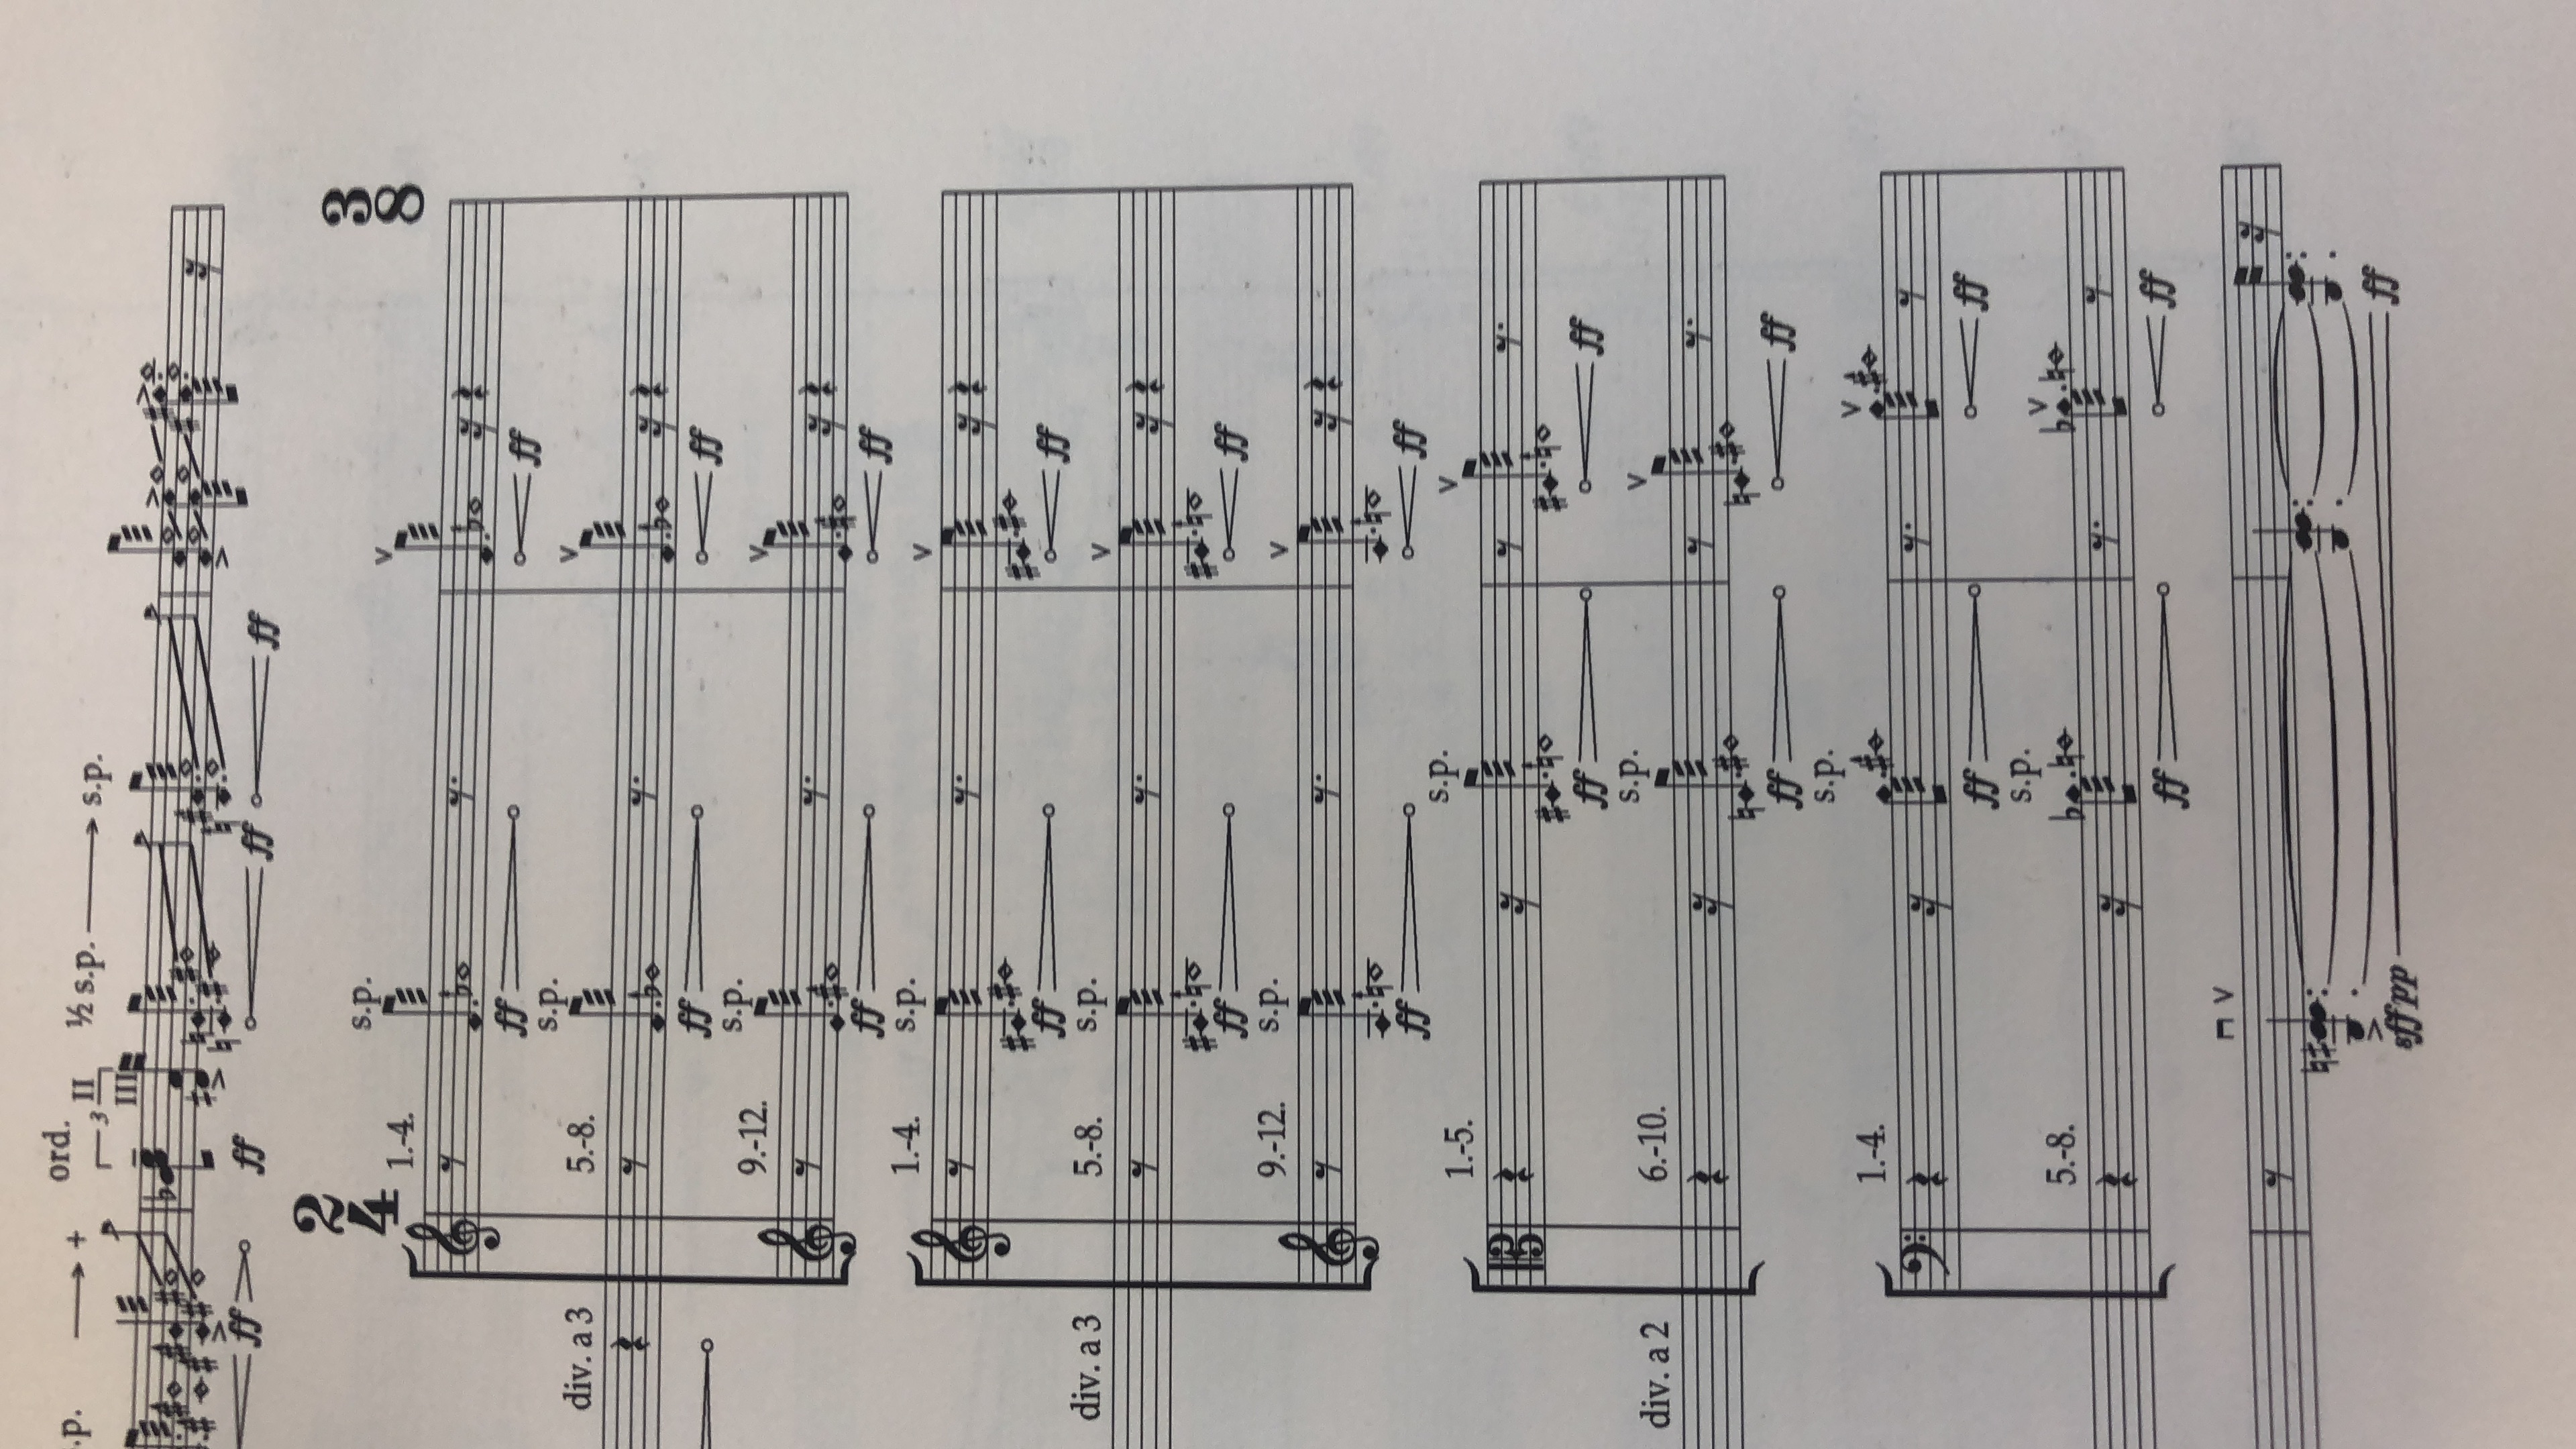 .p. +
ord.
3 II
III
½ s.p. s.p.
ff ff ff ff
2
4
3
8
1.-4. s.p.
ff ff
div. a 3 5.-8. s.p.
ff ff
9.-12. s.p.
ff ff
1.-4. s.p.
ff ff
div. a 3 5.-8. s.p.
ff ff
9.-12. s.p.
ff ff
1.-5. s.p.
ff ff
div. a 2 6.-10. s.p.
ff ff
1.-4. s.p.
ff ff
5.-8. s.p.
ff ff
sffpp ff